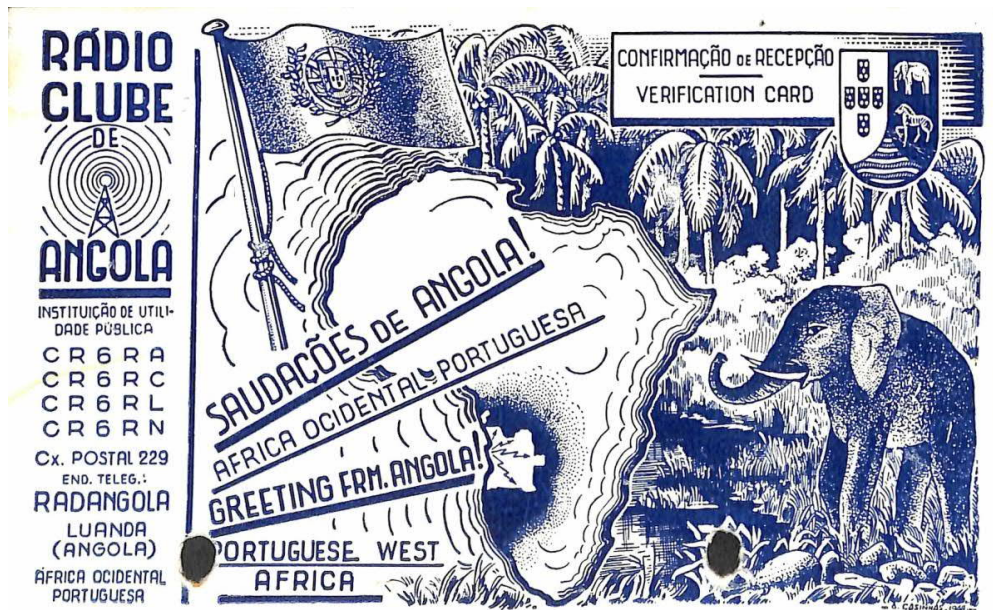 RÁDIO
CLUBE
DE
ANGOLA
INSTITUIÇÃO DE UTILI-
DADE PÚBLICA
CR6RA
CR6RC
CR6RL
CR6RN
CX. POSTAL 229
END. TELEG.:
RADANGOLA
LUANDA
(ANGOLA)
ÁFRICA OCIDENTAL
PORTUGUESA
CONFIRMAÇÃO DE RECEPÇÃO
VERIFICATION CARD
SAUDAÇÕES DE ANGOLA!
AFRICA OCIDENTAL PORTUGUESA
GREETING FRM. ANGOLA!
PORTUGUESE WEST
AFRICA